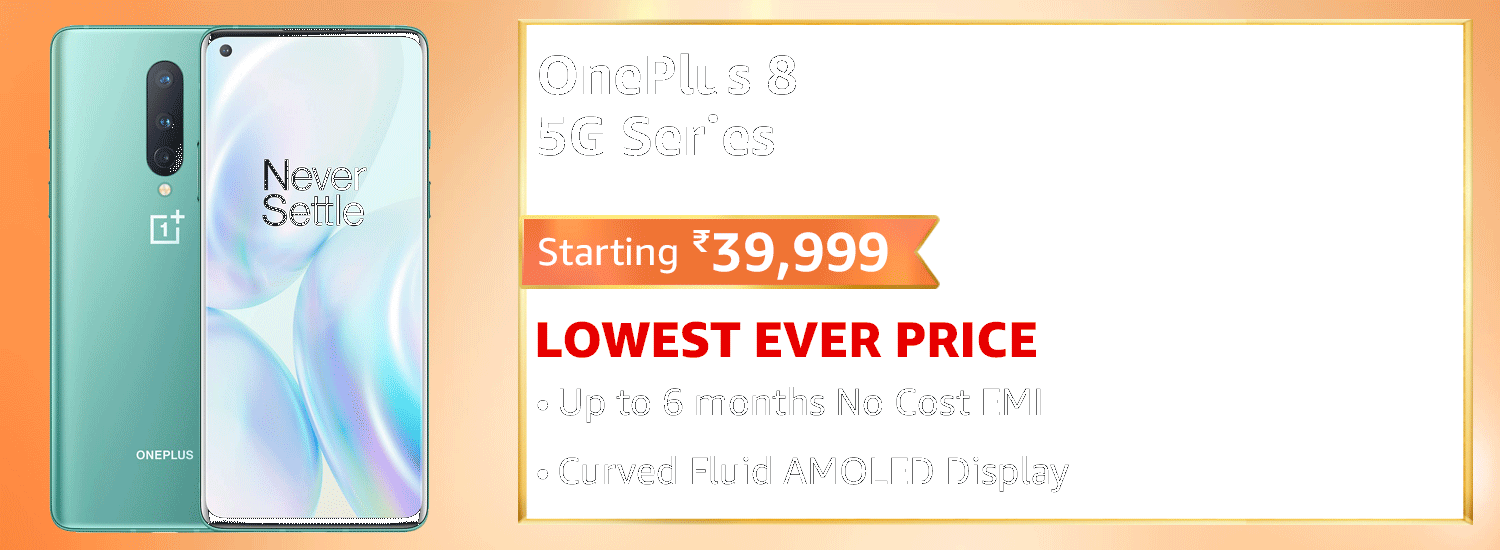 Never
Settle
ONEPLUS
OnePlus 8
5G Series
Starting ₹39,999
LOWEST EVER PRICE
• Up to 6 months No Cost EMI
• Curved Fluid AMOLED Display